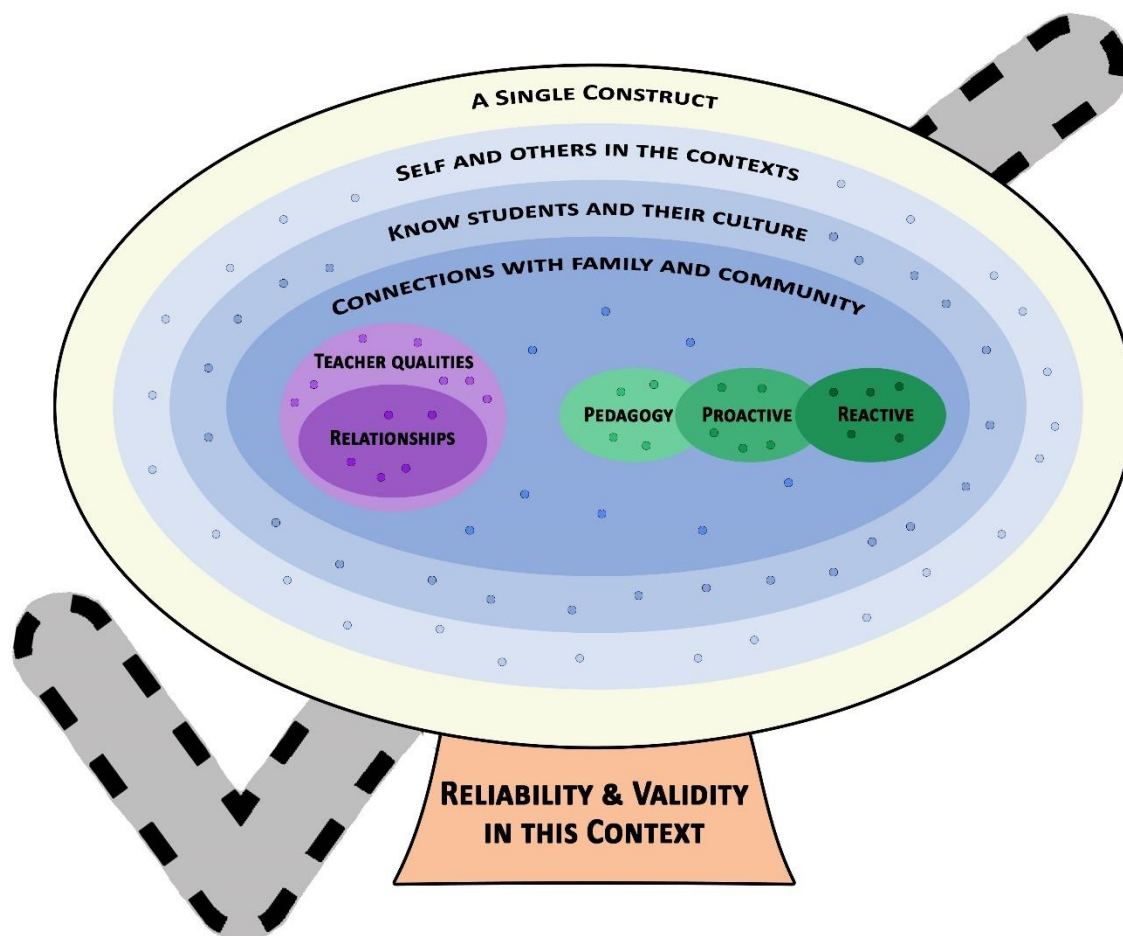 A SINGLE CONSTRUCT
SELF AND OTHERS IN THE CONTEXTS
KNOW STUDENTS AND THEIR CULTURE
CONNECTIONS WITH FAMILY AND COMMUNITY
TEACHER QUALITIES
RELATIONSHIPS
PEDAGOGY
PROACTIVE
REACTIVE
RELIABILITY & VALIDITY
IN THIS CONTEXT